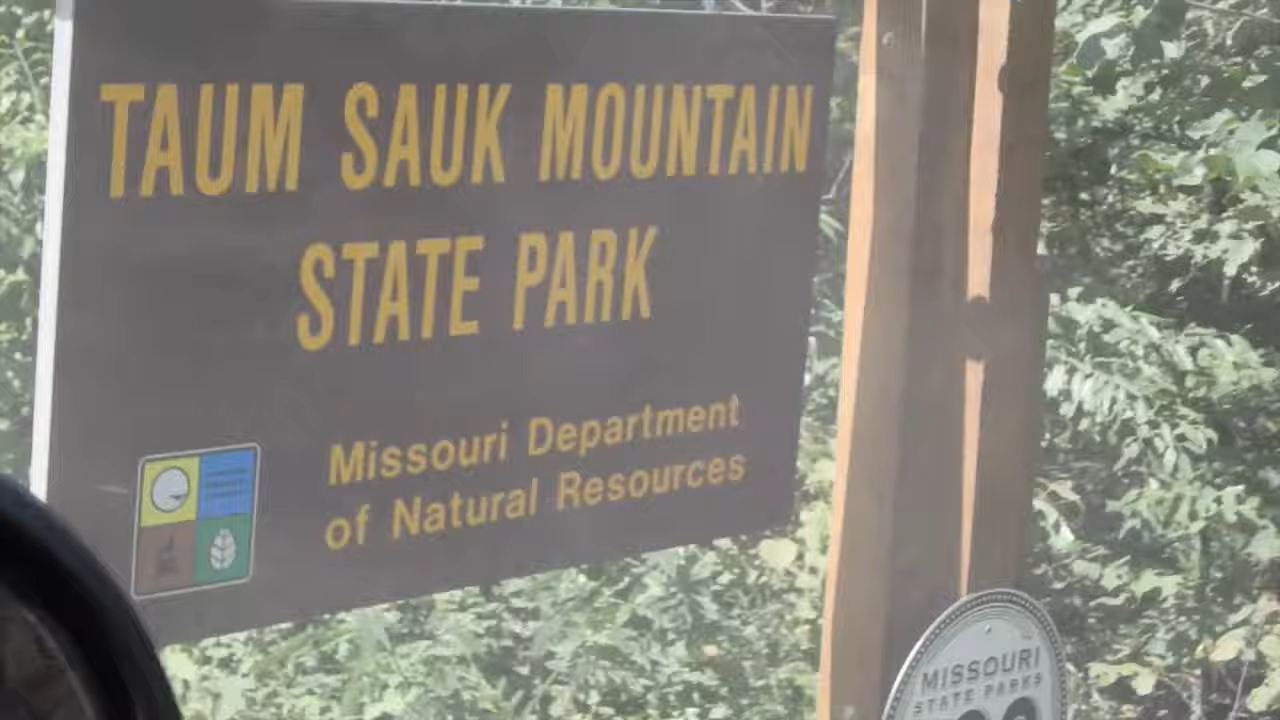 TAUM SAUK MOUNTAIN
STATE PARK
Missouri Department
of Natural Resources
MISSOURI
STATE PARKS